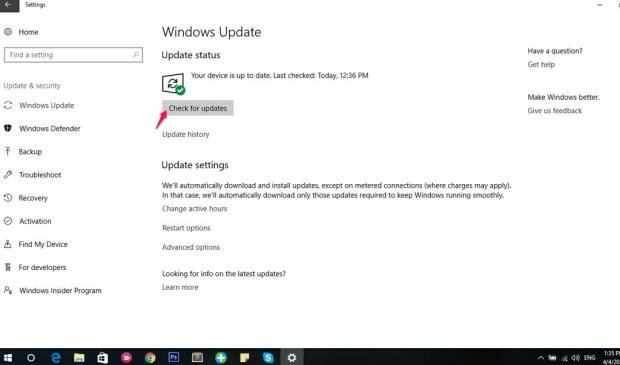 Settings
Home
Find a setting
Update & security
Windows Update
Windows Defender
Backup
Troubleshoot
Recovery
Activation
Find My Device
For developers
Windows Insider Program
Windows Update
Update status
Your device is up to date. Last checked: Today, 12:36 PM
Check for updates
Update history
Update settings
We'll automatically download and install updates, except on metered connections (where charges may apply).
In that case, we'll automatically download only those updates required to keep Windows running smoothly.
Change active hours
Restart options
Advanced options
Looking for info on the latest updates?
Learn more
Have a question?
Get help
Make Windows better.
Give us feedback
Ps
ENG
1:35 P
4/4/20